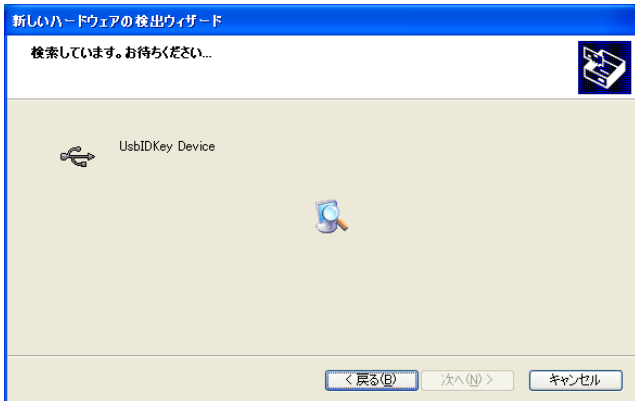 新しいハードウェアの検出ウィザード
検索しています。お待ちください...
UsbIDKey Device
< 戻る(B)
次へ(N) >
キャンセル